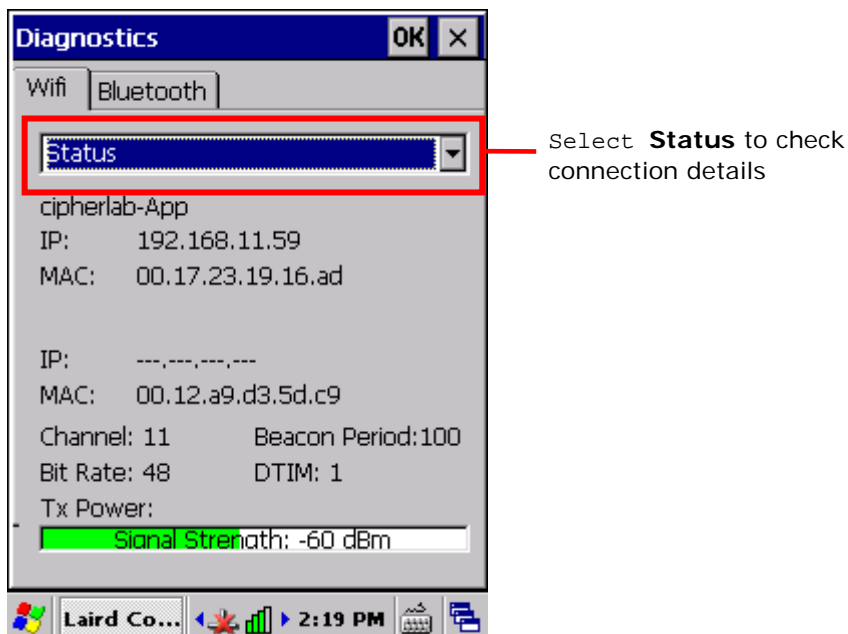 Diagnostics OK ×
Wifi Bluetooth
Status
Select Status to check
connection details
cipherlab-App
IP: 192.168.11.59
MAC: 00.17.23.19.16.ad
IP: ---.---.---.---
MAC: 00.12.a9.d3.5d.c9
Channel: 11 Beacon Period:100
Bit Rate: 48 DTIM: 1
Tx Power:
Signal Strength: -60 dBm
Laird Co... 2:19 PM